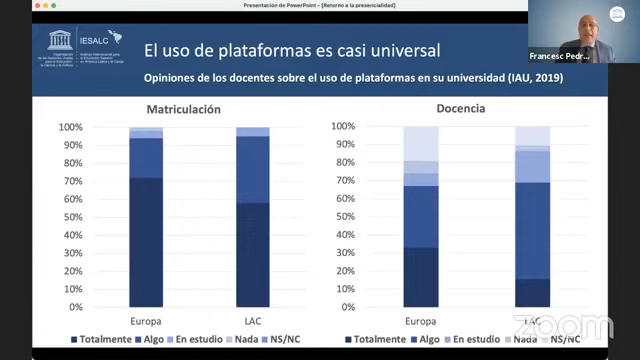 Presentación de PowerPoint - [Retorno a la presencialidad]
unesco
IESALC
El uso de plataformas es casi universal
Opiniones de los docentes sobre el uso de plataformas en su universidad (IAU, 2019)
Francesc Pedr...
Matriculación
100%
90%
80%
70%
60%
50%
40%
30%
20%
10%
0%
Europa
LAC
Totalmente
Algo
En estudio
Nada
NS/NC
Docencia
100%
90%
80%
70%
60%
50%
40%
30%
20%
10%
0%
Europa
LAC
Totalmente
Algo
En estudio
Nada
NS/NC
zoom